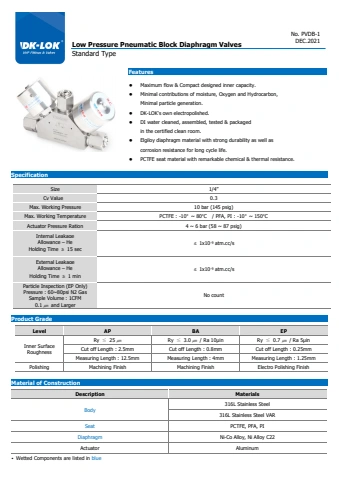 No. PVDB-1
DEC.2021
DK-LOK®
Low Pressure Pneumatic Block Diaphragm Valves
Standard Type
Features
● Maximum flow & Compact designed inner capacity.
● Minimal contributions of moisture, Oxygen and Hydrocarbon,
Minimal particle generation.
● DK-LOK's own electropolished.
● DI water cleaned, assembled, tested & packaged
in the certified clean room.
● Elgiloy diaphragm material with strong durability as well as
corrosion resistance for long cycle life.
● PCTFE seat material with remarkable chemical & thermal resistance.
Specification
Size 1/4"
Cv Value 0.3
Max. Working Pressure 10 bar (145 psig)
Max. Working Temperature PCTFE : -10° ~ 80℃ / PFA, PI : -10° ~ 150℃
Actuator Pressure Ration 4 ~ 6 bar (58 ~ 87 psig)
Internal Leakage
Allowance – He
Holding Time ≥ 15 sec
≤ 1x10⁻⁹ atm.cc/s
External Leakage
Allowance – He
Holding Time ≥ 1 min
≤ 1x10⁻⁹ atm.cc/s
Particle Inspection (EP Only)
Pressure : 60~80psi N2 Gas
Sample Volume : 1CFM
0.1㎛ and Larger
No count
Product Grade
Level AP BA EP
Inner Surface
Roughness
Ry ≤ 25㎛ Ry ≤ 3.0㎛ / Ra 10μin Ry ≤ 0.7㎛ / Ra 5μin
Cut off Length : 2.5mm Cut off Length : 0.8mm Cut off Length : 0.25mm
Measuring Length : 12.5mm Measuring Length : 4mm Measuring Length : 1.25mm
Polishing Machining Finish Machining Finish Electro Polishing Finish
Material of Construction
Description Materials
Body 316L Stainless Steel
316L Stainless Steel VAR
Seat PCTFE, PFA, PI
Diaphragm Ni-Co Alloy, Ni Alloy C22
Actuator Aluminum
• Wetted Components are listed in blue